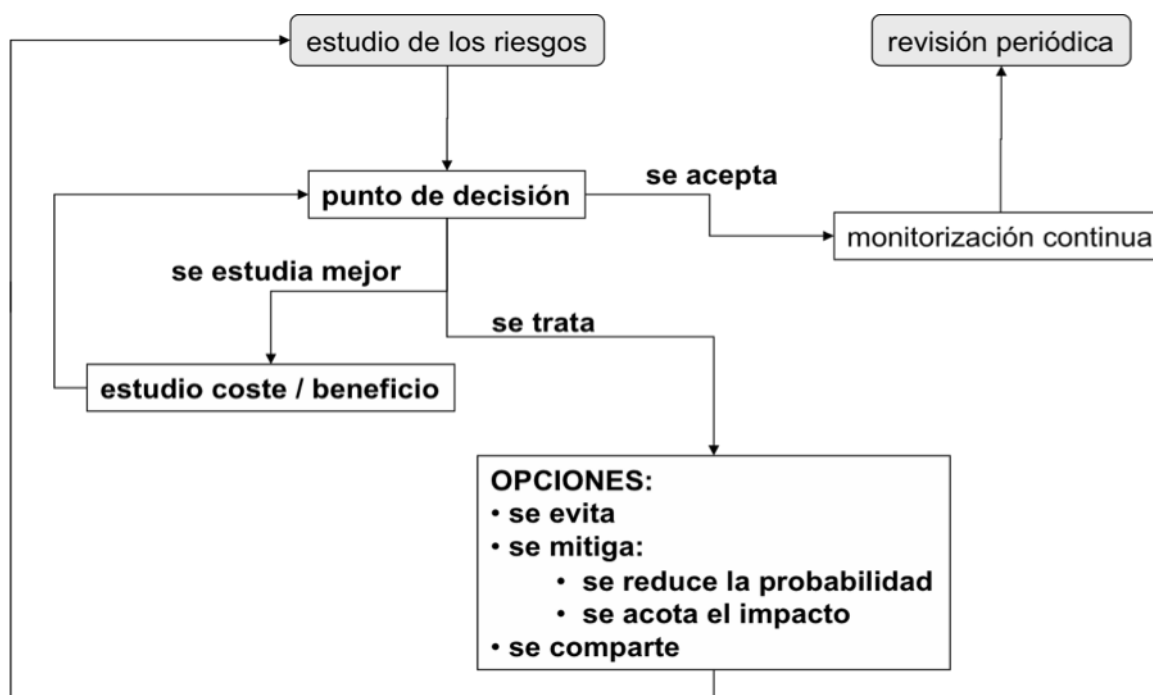 estudio de los riesgos
revisión periódica
punto de decisión
se acepta
monitorización continua
se estudia mejor
se trata
estudio coste / beneficio
OPCIONES:
• se evita
• se mitiga:
• se reduce la probabilidad
• se acota el impacto
• se comparte